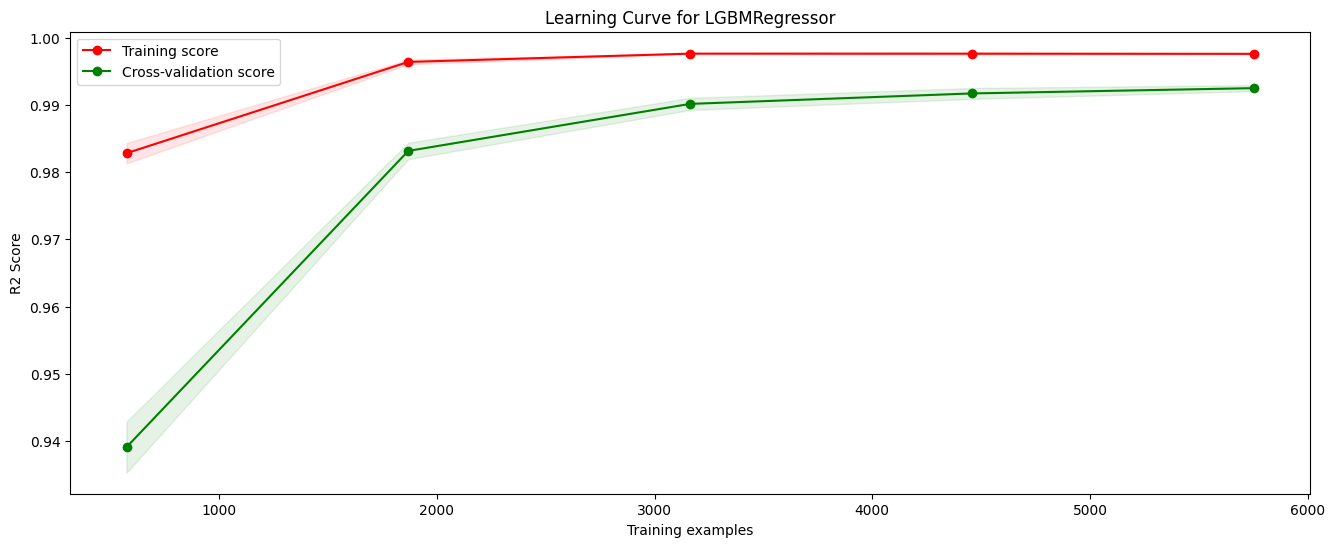 Learning Curve for LGBMRegressor
1.00
0.99
0.98
0.97
0.96
0.95
0.94
R2 Score
Training score
Cross-validation score
1000
2000
3000
4000
5000
6000
Training examples